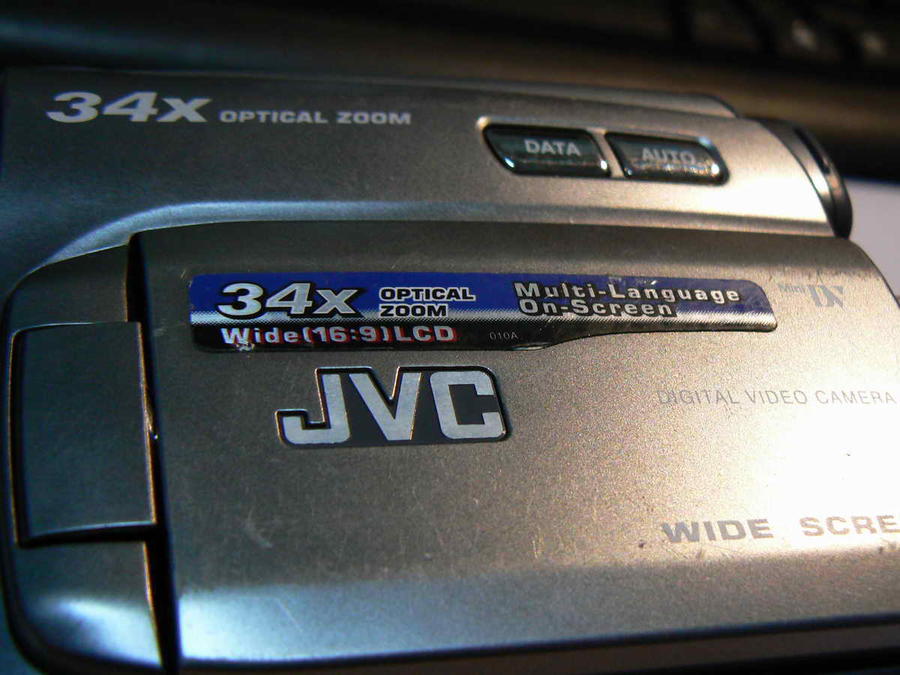 34x OPTICAL ZOOM
DATA AUTO
34x OPTICAL ZOOM
Multi-Language
On-Screen
Wide(16:9)LCD 010A
Mini DV
JVC
DIGITAL VIDEO CAMERA
WIDE SCRE